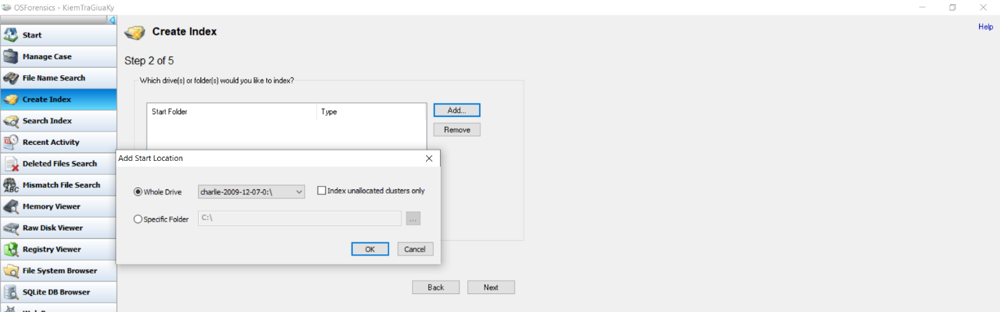 OSForensics - KiemTraGiuaKy
Start
Manage Case
File Name Search
Create Index
Search Index
Recent Activity
Deleted Files Search
Mismatch File Search
Memory Viewer
Raw Disk Viewer
Registry Viewer
File System Browser
SQLite DB Browser
Create Index
Help
Step 2 of 5
Which drive(s) or folder(s) would you like to index?
Start Folder Type
Add...
Remove
Add Start Location
Whole Drive charlie-2009-12-07-0:\ Index unallocated clusters only
Specific Folder C:\ ...
OK Cancel
Back Next
ABC